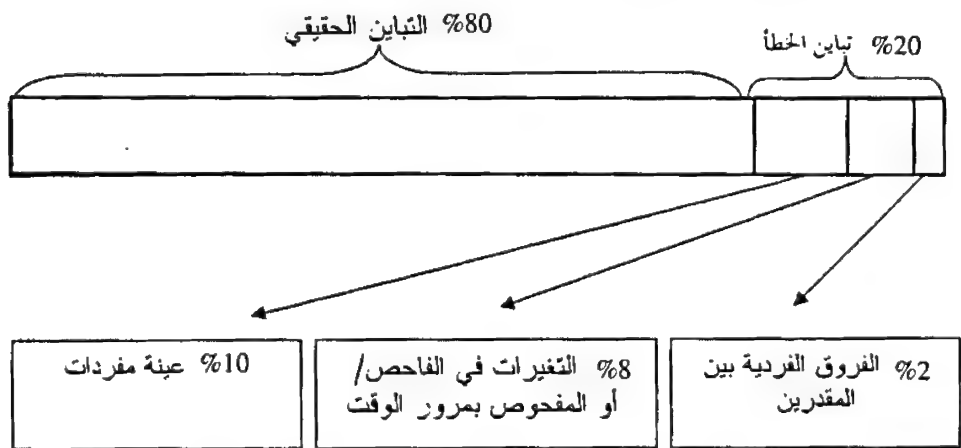 %80 التباين الحقيقي
%20 تباين الخطأ
%2 الفروق الفردية بين
المقدرين
%8 التغيرات في الفاحص/
أو المفحوص بمرور الوقت
%10 عينة مفردات